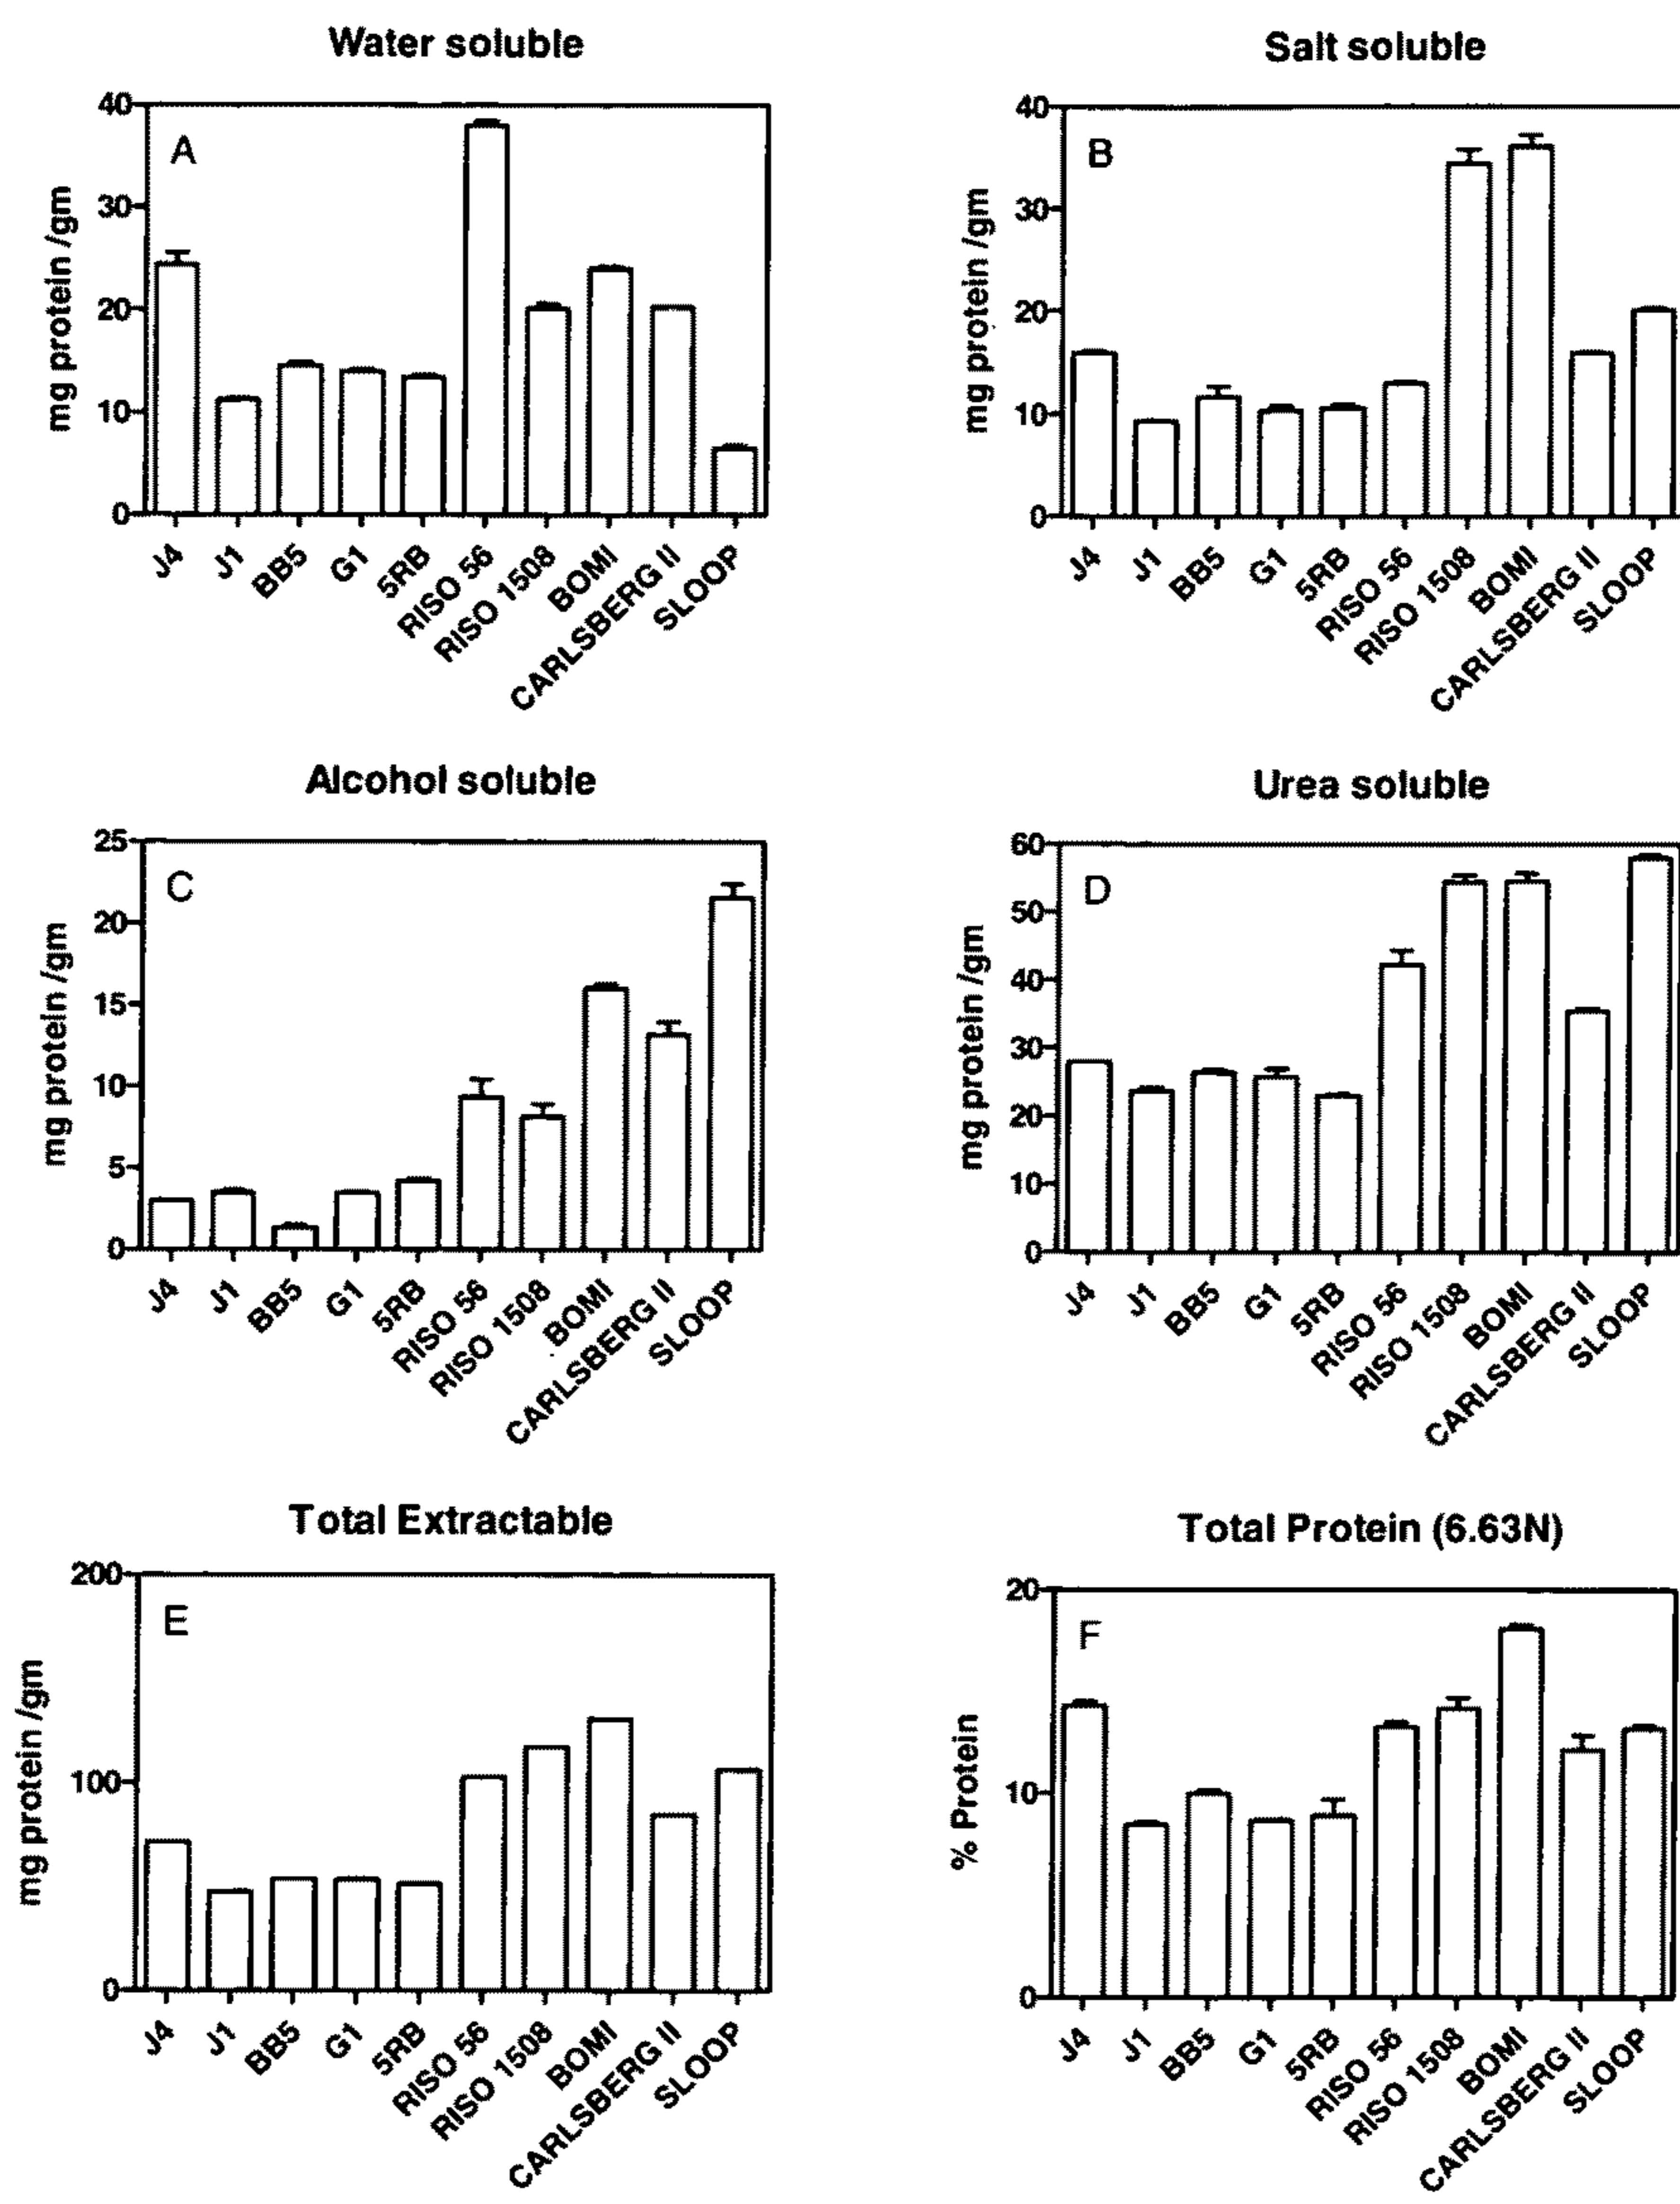 Water soluble
Salt soluble
A
mg protein /gm
40
30
20
10
0
J4
J1
BB5
G1
5RB
RISO 56
RISO 1508
BOMI
CARLSBERG II
SLOOP
B
mg protein /gm
40
30
20
10
0
J4
J1
BB5
G1
5RB
RISO 56
RISO 1508
BOMI
CARLSBERG II
SLOOP
Alcohol soluble
Urea soluble
C
mg protein /gm
25
20
15
10
5
0
J4
J1
BB5
G1
5RB
RISO 56
RISO 1508
BOMI
CARLSBERG II
SLOOP
D
mg protein /gm
60
50
40
30
20
10
0
J4
J1
BB5
G1
5RB
RISO 56
RISO 1508
BOMI
CARLSBERG II
SLOOP
Total Extractable
Total Protein (6.63N)
E
mg protein /gm
200
100
0
J4
J1
BB5
G1
5RB
RISO 56
RISO 1508
BOMI
CARLSBERG II
SLOOP
F
% Protein
20
10
0
J4
J1
BB5
G1
5RB
RISO 56
RISO 1508
BOMI
CARLSBERG II
SLOOP